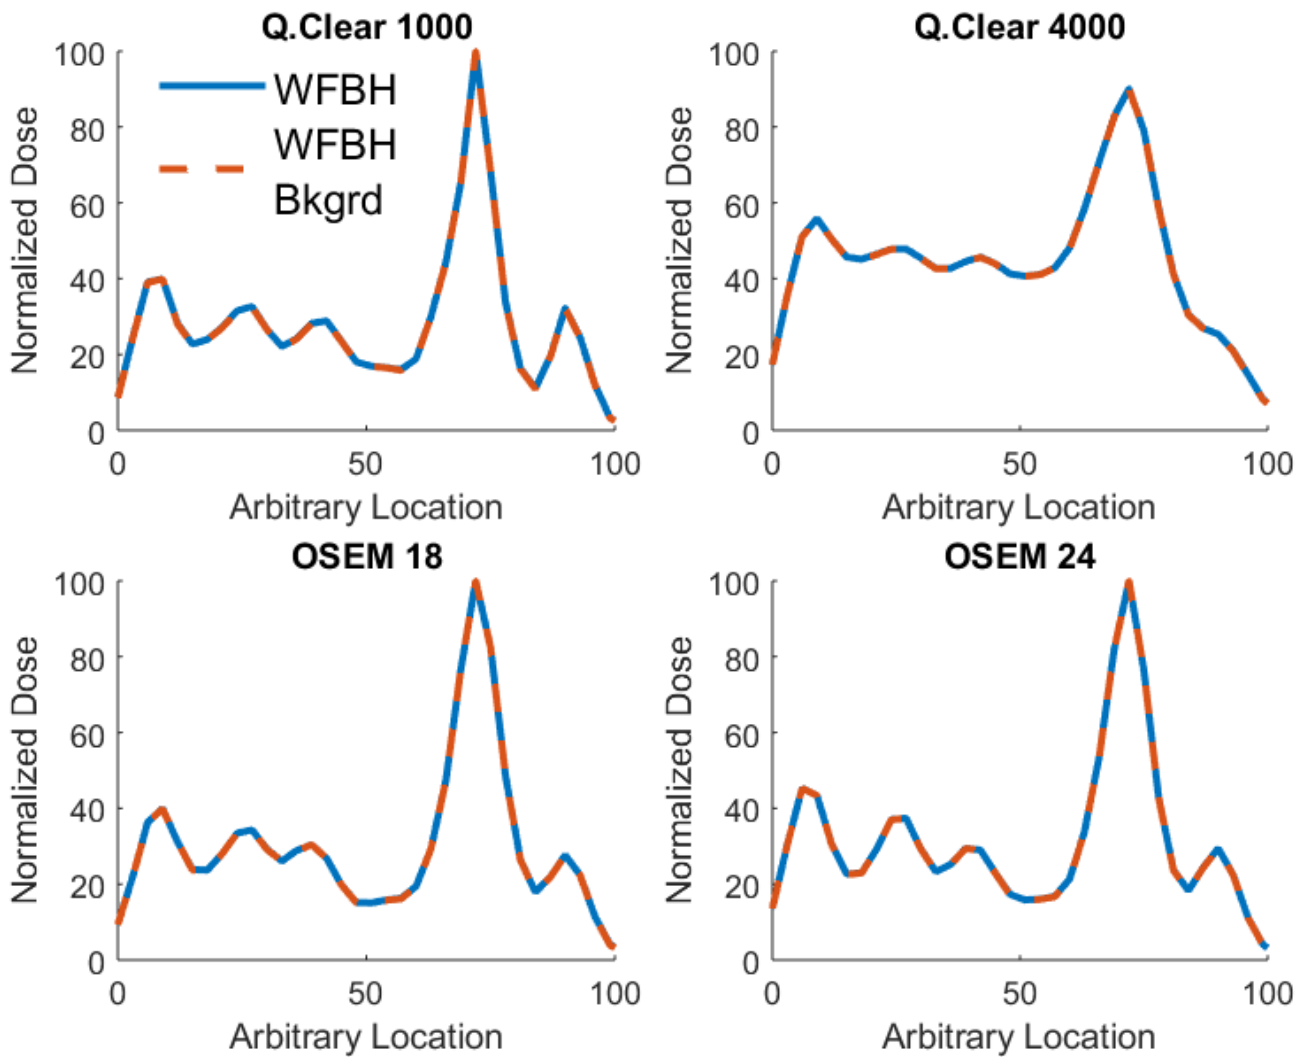 Q.Clear 1000
Normalized Dose
100
80
60
40
20
0
WFBH
WFBH
Bkgrd
0 50 100
Arbitrary Location
Q.Clear 4000
Normalized Dose
100
80
60
40
20
0
0 50 100
Arbitrary Location
OSEM 18
Normalized Dose
100
80
60
40
20
0
0 50 100
Arbitrary Location
OSEM 24
Normalized Dose
100
80
60
40
20
0
0 50 100
Arbitrary Location